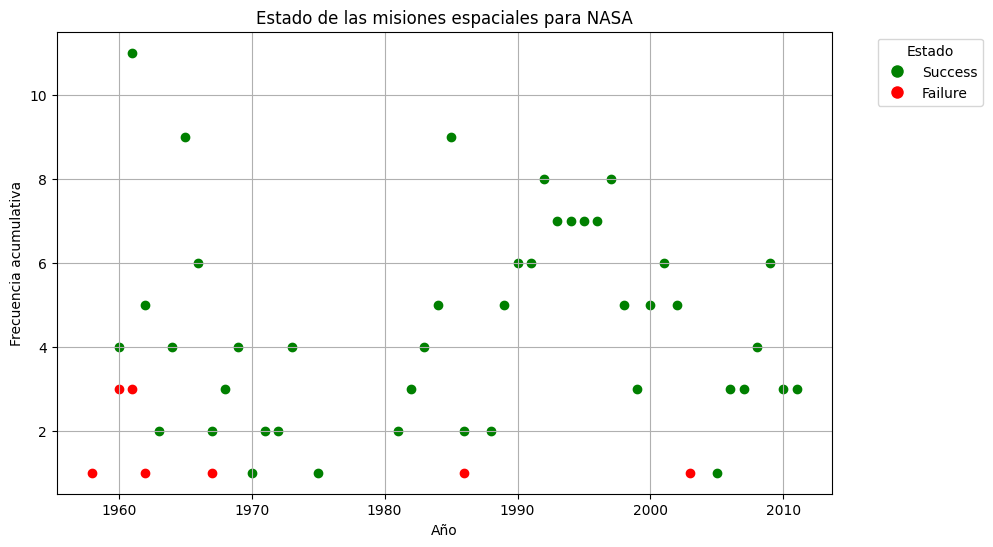 Estado de las misiones espaciales para NASA
Estado
Success
Failure
Frecuencia acumulativa
10
8
6
4
2
1960 1970 1980 1990 2000 2010
Año